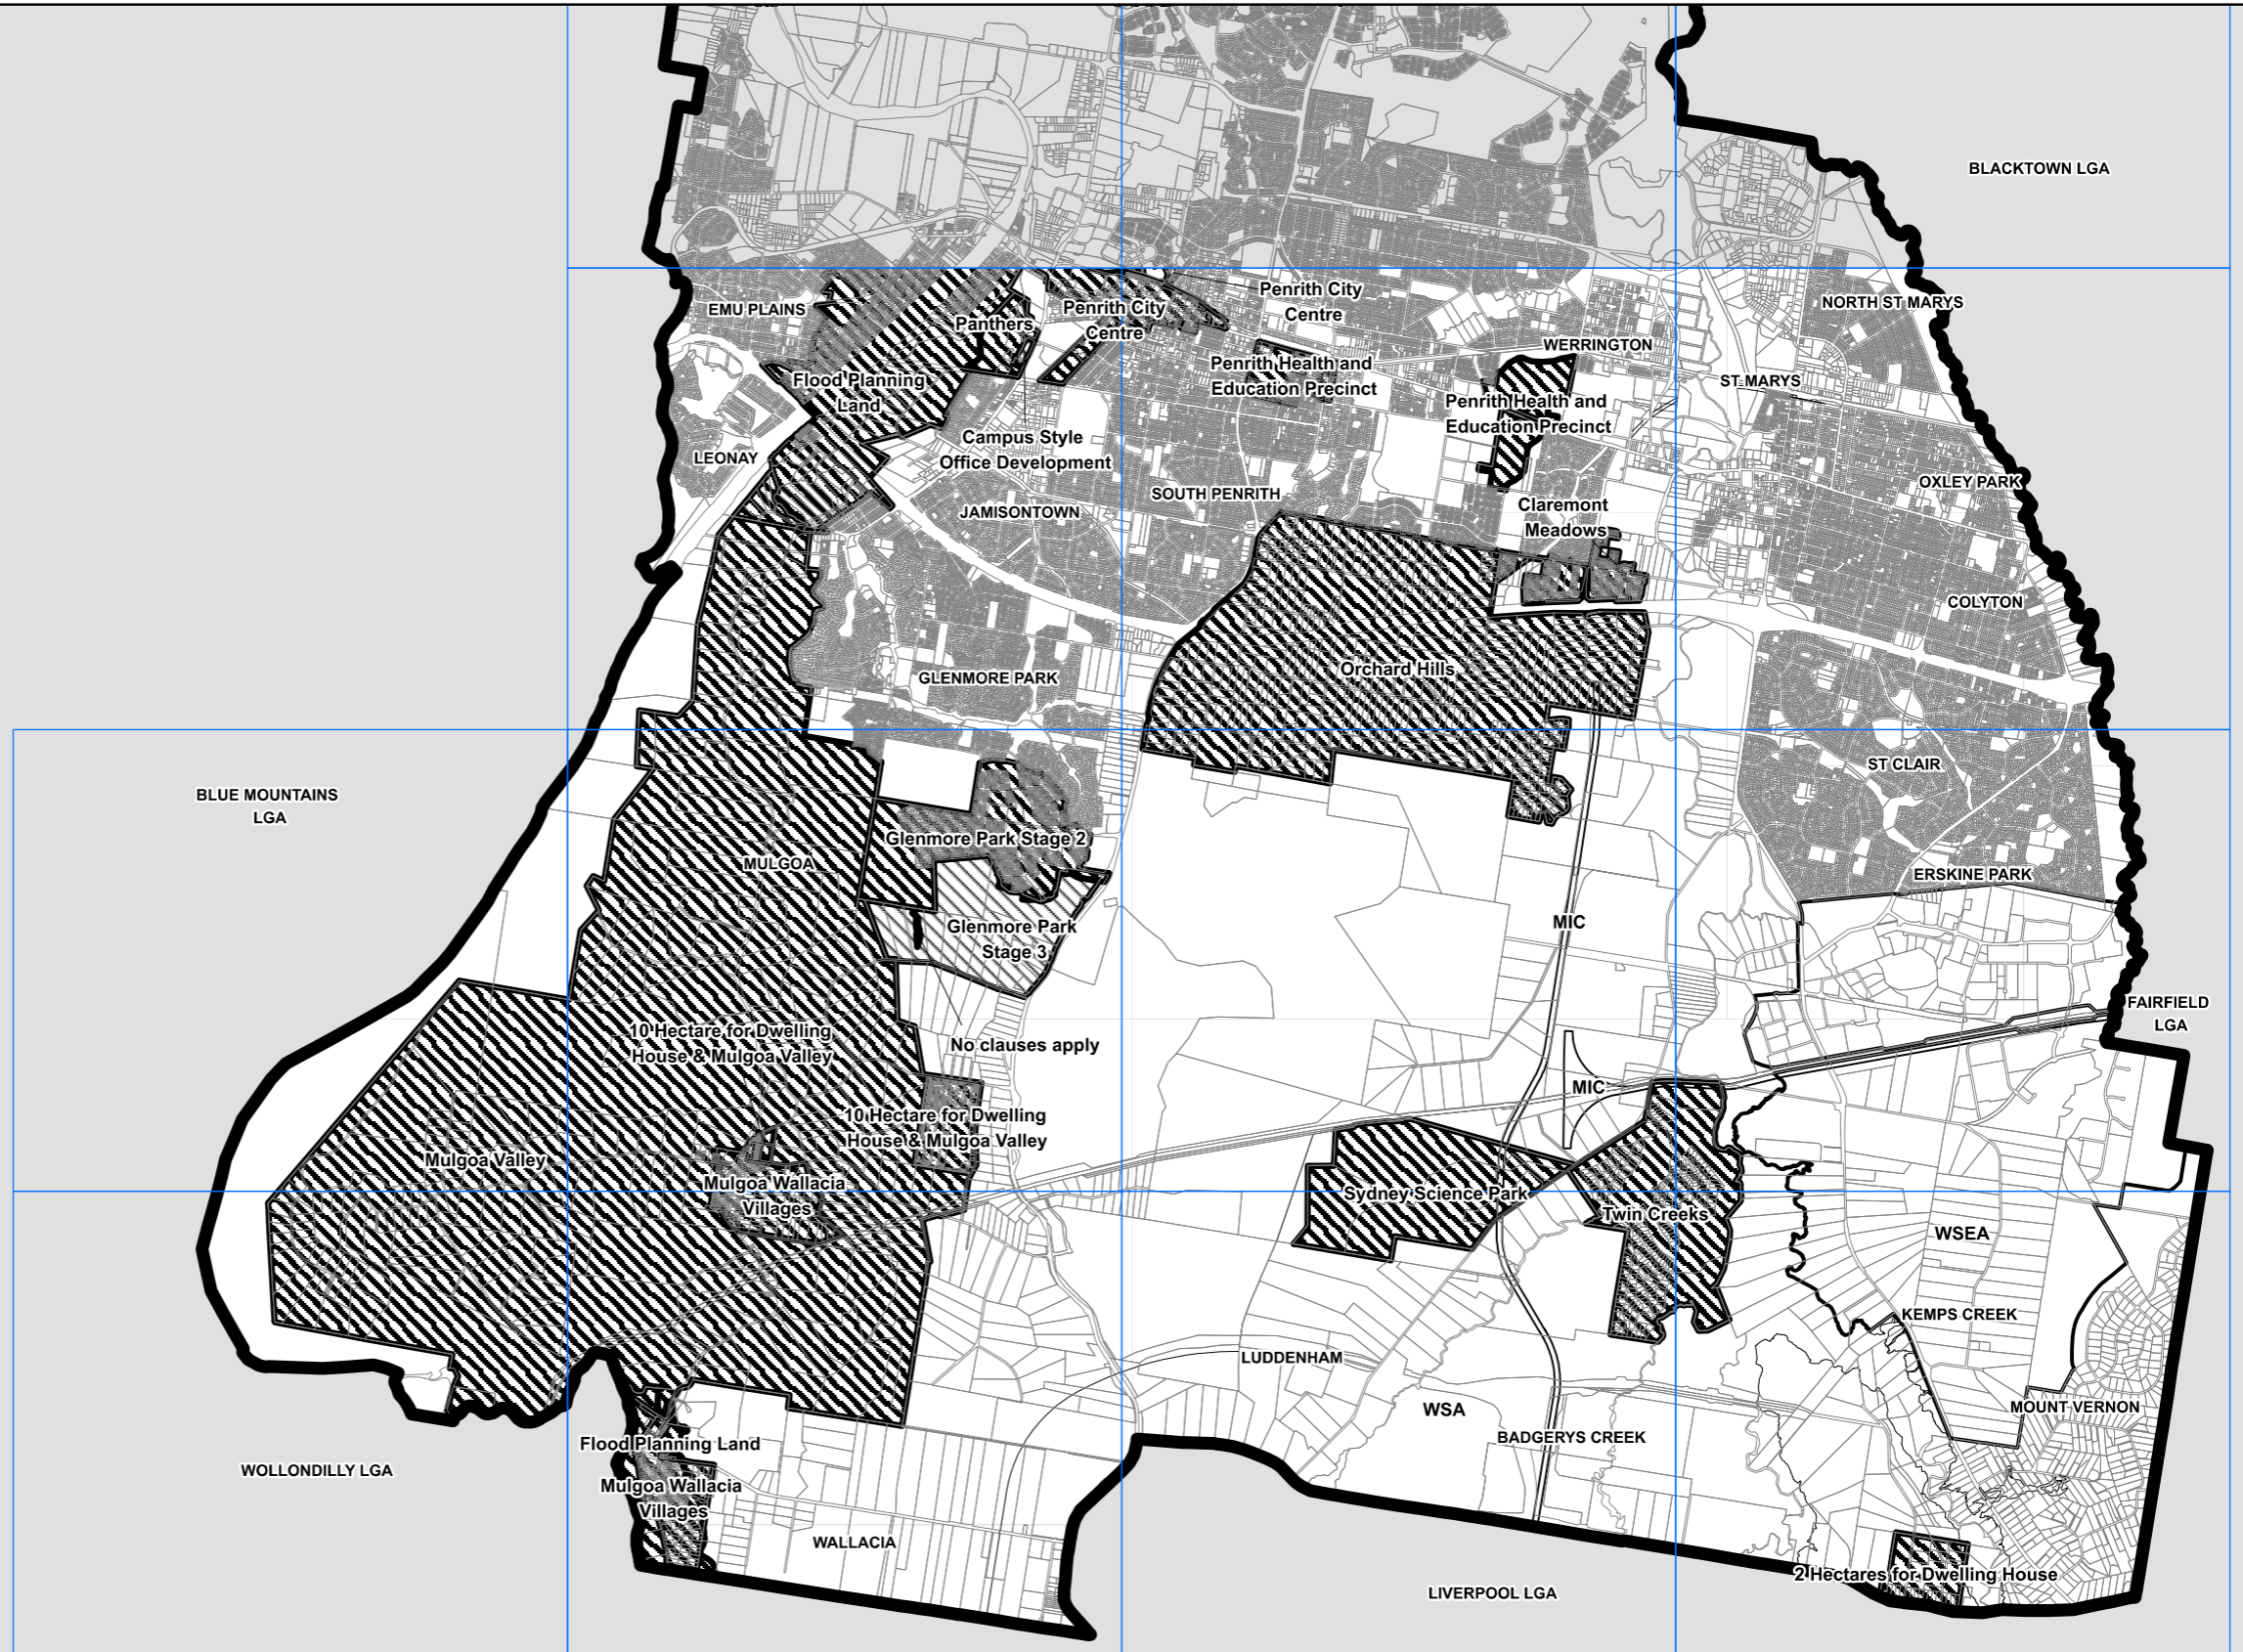 BLACKTOWN LGA
Penrith City
Centre
NORTH ST MARYS
EMU PLAINS
Penrith City
Centre
Panthers
WERRINGTON
Penrith Health and
Education Precinct
ST MARYS
Flood Planning
Land
Penrith Health and
Education Precinct
Campus Style
Office Development
LEONAY
SOUTH PENRITH
OXLEY PARK
JAMISONTOWN
Claremont
Meadows
COLYTON
Orchard Hills
GLENMORE PARK
ST CLAIR
BLUE MOUNTAINS
LGA
Glenmore Park Stage 2
MULGOA
ERSKINE PARK
Glenmore Park
Stage 3
MIC
FAIRFIELD
LGA
10 Hectare for Dwelling
House & Mulgoa Valley
No clauses apply
MIC
10 Hectare for Dwelling
House & Mulgoa Valley
Mulgoa Valley
Mulgoa Wallacia
Villages
Sydney Science Park
Twin Creeks
WSEA
KEMPS CREEK
LUDDENHAM
WSA
MOUNT VERNON
BADGERYS CREEK
Flood Planning Land
WOLLONDILLY LGA
Mulgoa Wallacia
Villages
WALLACIA
2 Hectares for Dwelling House
LIVERPOOL LGA